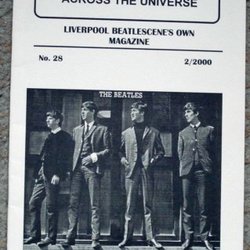 ACROSS THE UNIVERSE
LIVERPOOL BEATLESCENE'S OWN
MAGAZINE
No. 28 2/2000
THE BEATLES